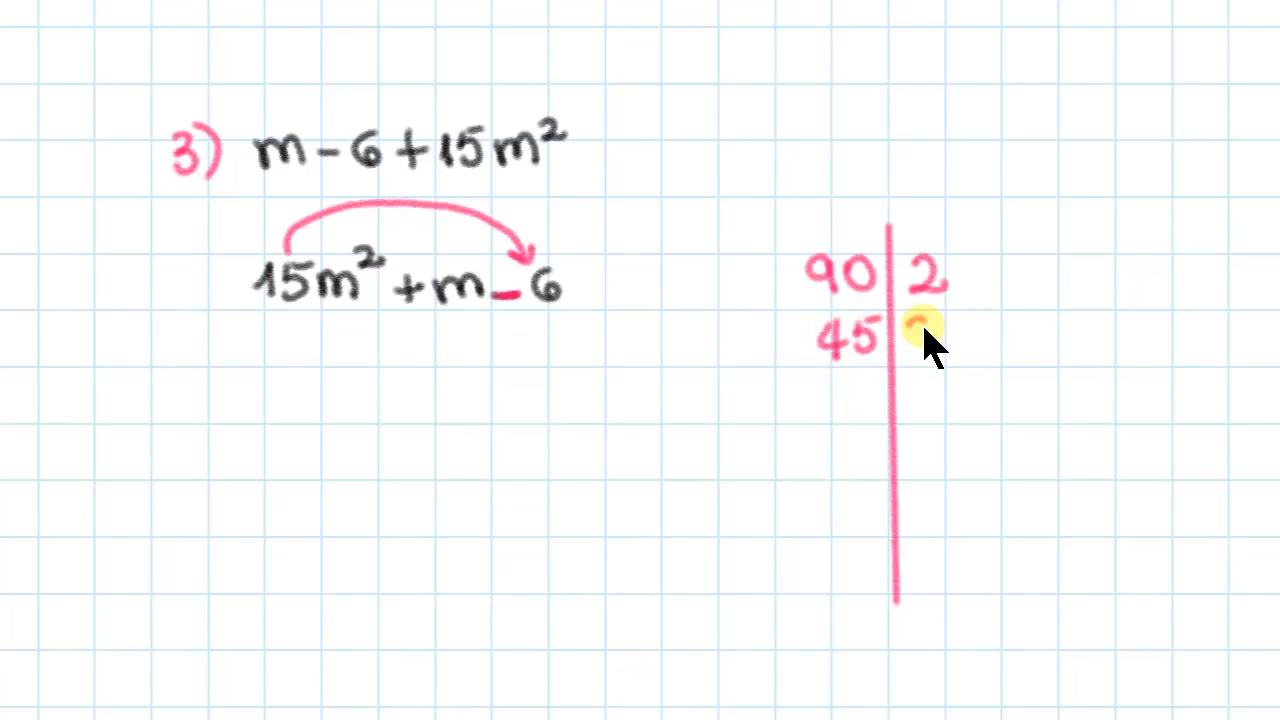 3) m - 6 + 15m²
15m² + m - 6
90 | 2
45 |